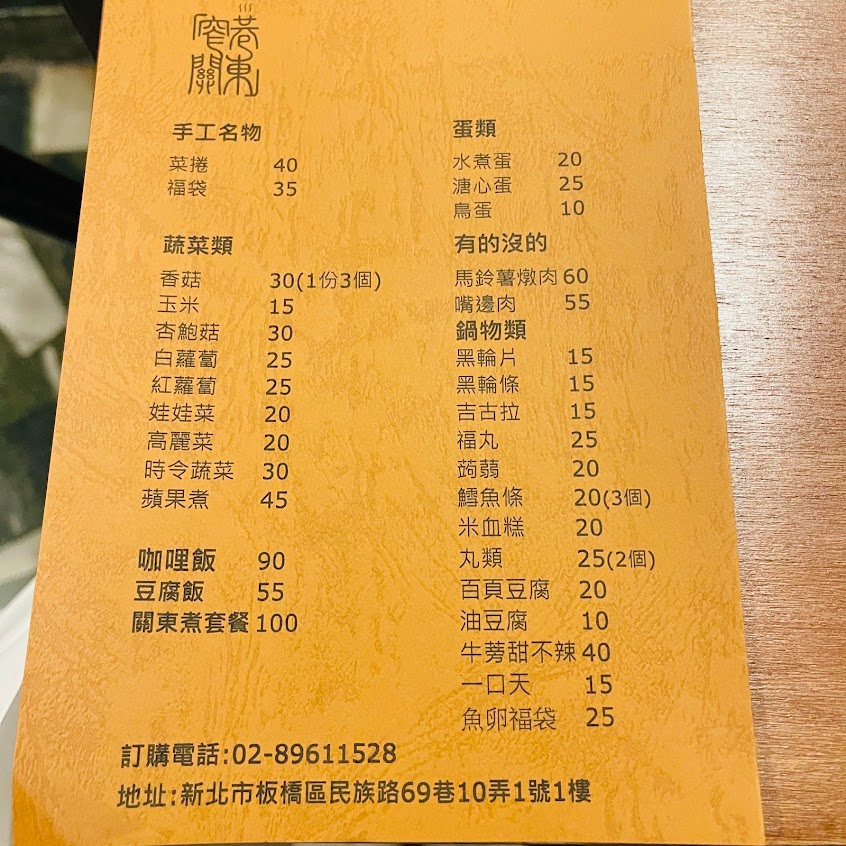 窄巷
關東
手工名物
菜捲 40
福袋 35
蔬菜類
香菇 30(1份3個)
玉米 15
杏鮑菇 30
白蘿蔔 25
紅蘿蔔 25
娃娃菜 20
高麗菜 20
時令蔬菜 30
蘋果煮 45
咖哩飯 90
豆腐飯 55
關東煮套餐 100
蛋類
水煮蛋 20
溏心蛋 25
鳥蛋 10
有的沒的
馬鈴薯燉肉 60
嘴邊肉 55
鍋物類
黑輪片 15
黑輪條 15
吉古拉 15
福丸 25
蒟蒻 20
鱈魚條 20(3個)
米血糕 20
丸類 25(2個)
百頁豆腐 20
油豆腐 10
牛蒡甜不辣 40
一口天 15
魚卵福袋 25
訂購電話:02-89611528
地址:新北市板橋區民族路69巷10弄1號1樓